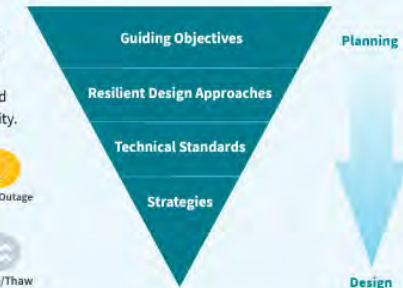 Guiding Objectives
Planning
Resilient Design Approaches
ity.
Technical Standards
Outage
Strategies
/Thaw
Design